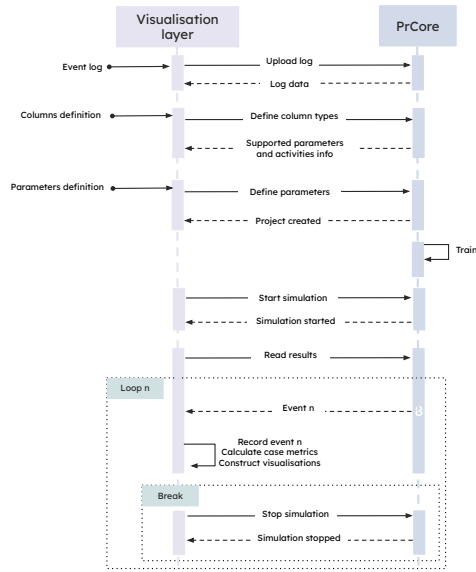 Visualisation
layer
PrCore
Event log
Upload log
Log data
Columns definition
Define column types
Supported parameters
and activities info
Parameters definition
Define parameters
Project created
Train
Start simulation
Simulation started
Read results
Loop n
Event n
Record event n
Calculate case metrics
Construct visualisations
Break
Stop simulation
Simulation stopped